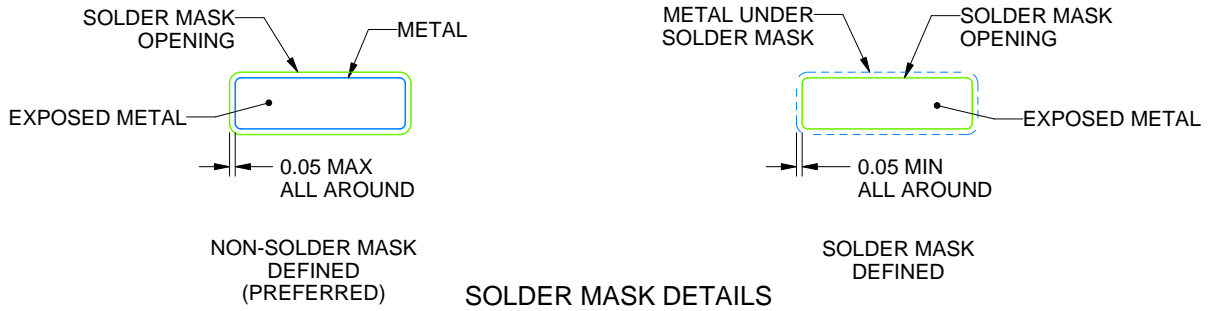 SOLDER MASK
OPENING
METAL
EXPOSED METAL
0.05 MAX
ALL AROUND
NON-SOLDER MASK
DEFINED
(PREFERRED)
METAL UNDER
SOLDER MASK
SOLDER MASK
OPENING
EXPOSED METAL
0.05 MIN
ALL AROUND
SOLDER MASK
DEFINED
SOLDER MASK DETAILS